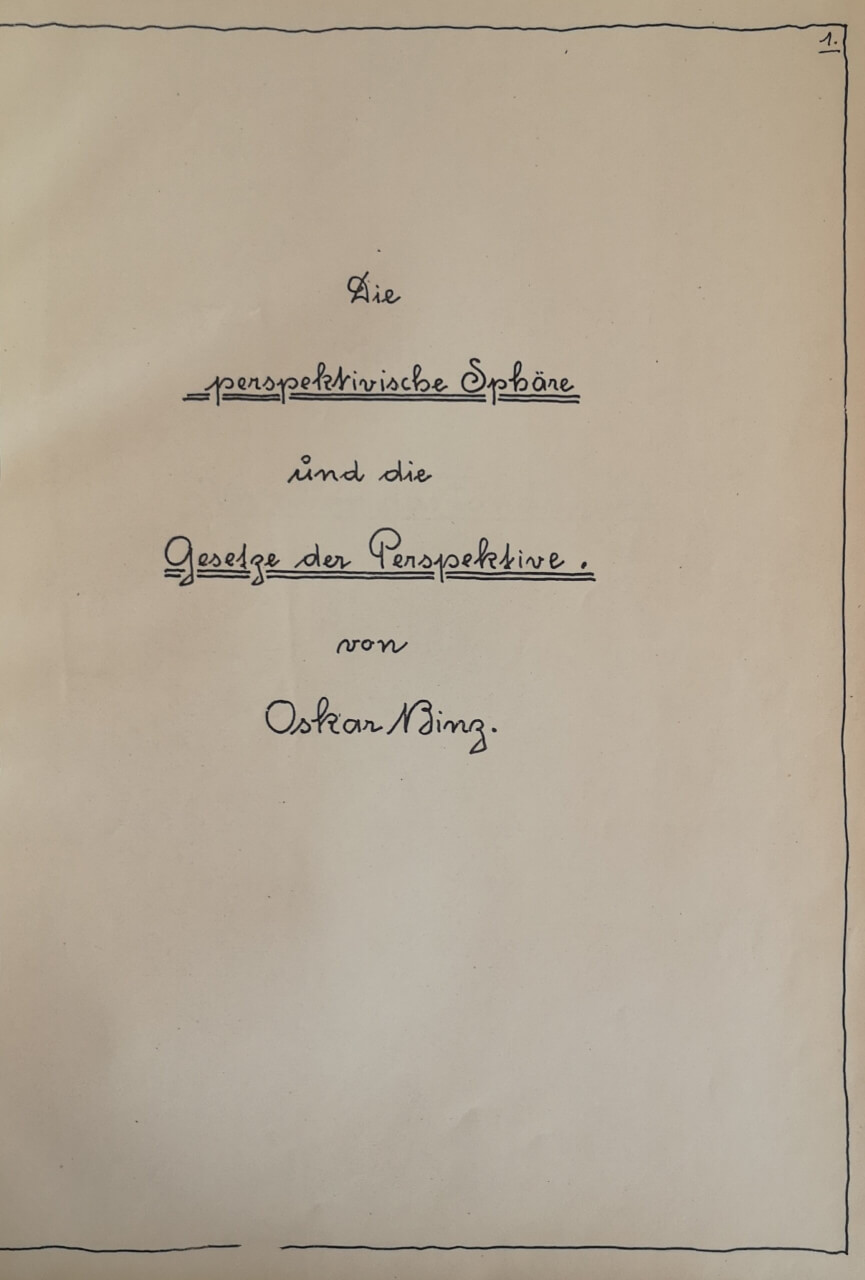 1.
Die
perspektivische Sphäre
und die
Gesetze der Perspektive.
von
Oskar Binz.